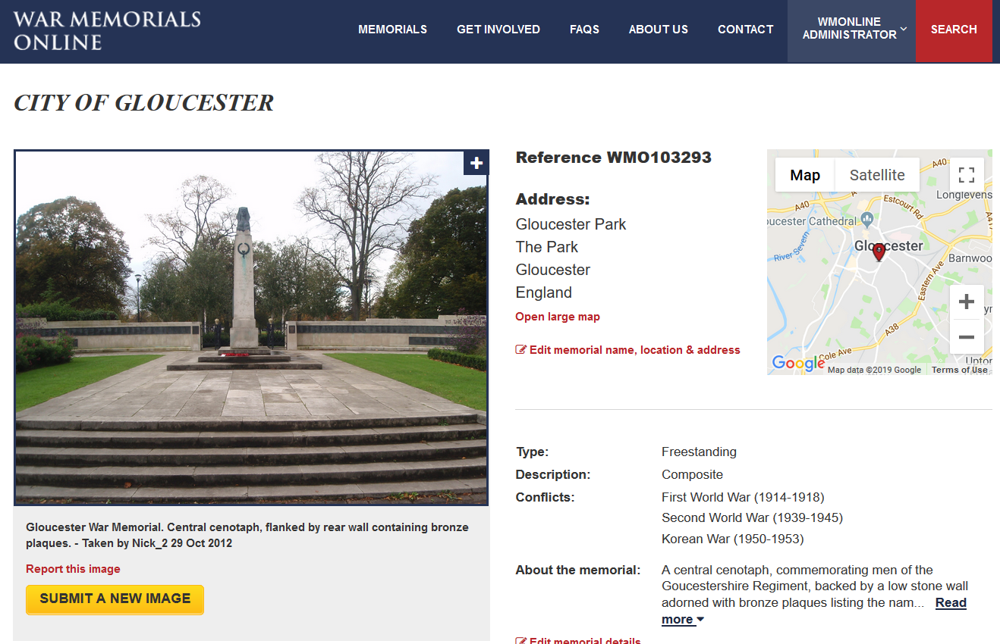 WAR MEMORIALS
ONLINE
MEMORIALS
GET INVOLVED
FAQS
ABOUT US
CONTACT
WMONLINE
ADMINISTRATOR
SEARCH
CITY OF GLOUCESTER
Reference WMO103293
Address:
Gloucester Park
The Park
Gloucester
England
Open large map
Edit memorial name, location & address
Map
Satellite
A40
Longlevens
A40
Estcourt Rd
oucester Cathedral
A417
River Severn
Gloucester
Barnwoo
Eastern Ave
A38
Cole Ave
Google
Map data ©2019 Google
Terms of Use
Type:
Freestanding
Description:
Composite
Conflicts:
First World War (1914-1918)
Second World War (1939-1945)
Korean War (1950-1953)
About the memorial:
A central cenotaph, commemorating men of the
Goucestershire Regiment, backed by a low stone wall
adorned with bronze plaques listing the nam... Read
more
Edit memorial details
Gloucester War Memorial. Central cenotaph, flanked by rear wall containing bronze
plaques. - Taken by Nick_2 29 Oct 2012
Report this image
SUBMIT A NEW IMAGE